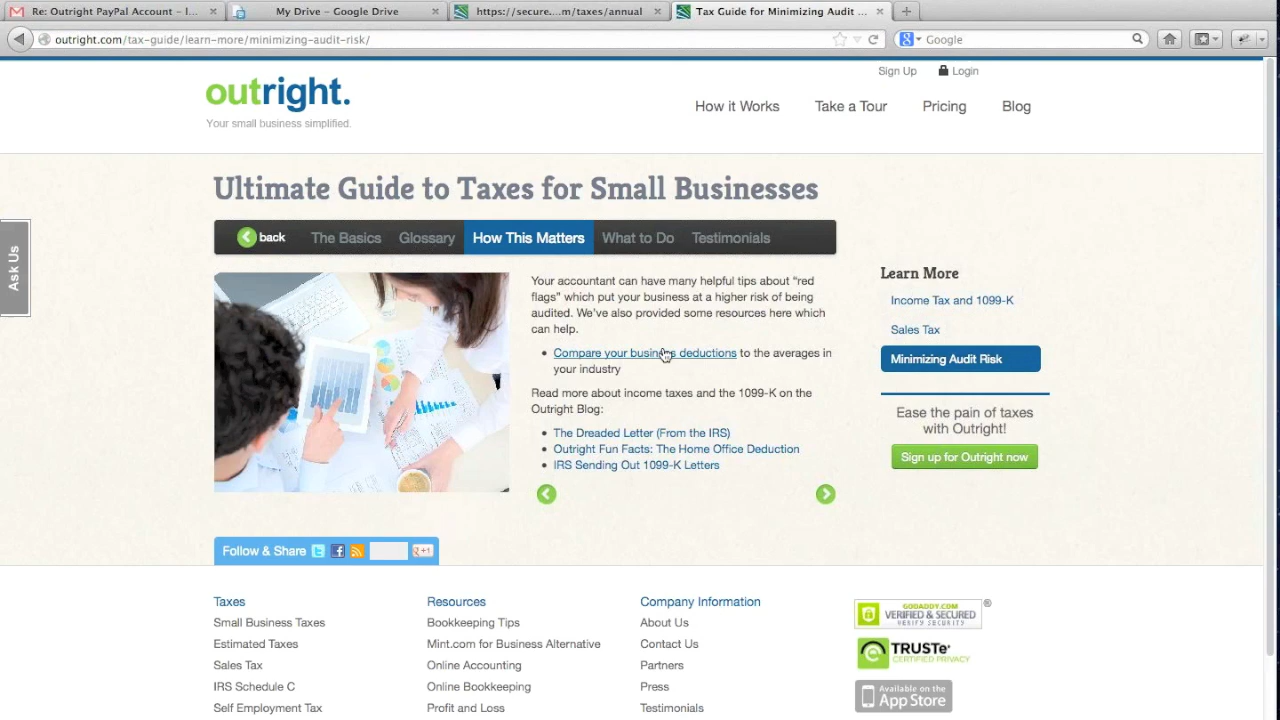 Re: Outright PayPal Account – I...
My Drive – Google Drive
https://secure....m/taxes/annual
Tax Guide for Minimizing Audit ...
outright.com/tax-guide/learn-more/minimizing-audit-risk/
Google
Sign Up
Login
outright.
Your small business simplified.
How it Works
Take a Tour
Pricing
Blog
Ultimate Guide to Taxes for Small Businesses
back
The Basics
Glossary
How This Matters
What to Do
Testimonials
Ask Us
Your accountant can have many helpful tips about “red
flags” which put your business at a higher risk of being
audited. We've also provided some resources here which
can help.
• Compare your business deductions to the averages in
your industry
Read more about income taxes and the 1099-K on the
Outright Blog:
• The Dreaded Letter (From the IRS)
• Outright Fun Facts: The Home Office Deduction
• IRS Sending Out 1099-K Letters
Learn More
Income Tax and 1099-K
Sales Tax
Minimizing Audit Risk
Ease the pain of taxes
with Outright!
Sign up for Outright now
Follow & Share
+1
Taxes
Small Business Taxes
Estimated Taxes
Sales Tax
IRS Schedule C
Self Employment Tax
Resources
Bookkeeping Tips
Mint.com for Business Alternative
Online Accounting
Online Bookkeeping
Profit and Loss
Company Information
About Us
Contact Us
Partners
Press
Testimonials
GODADDY.COM
VERIFIED & SECURED
VERIFY SECURITY
®
TRUSTe
CERTIFIED PRIVACY
Available on the
App Store